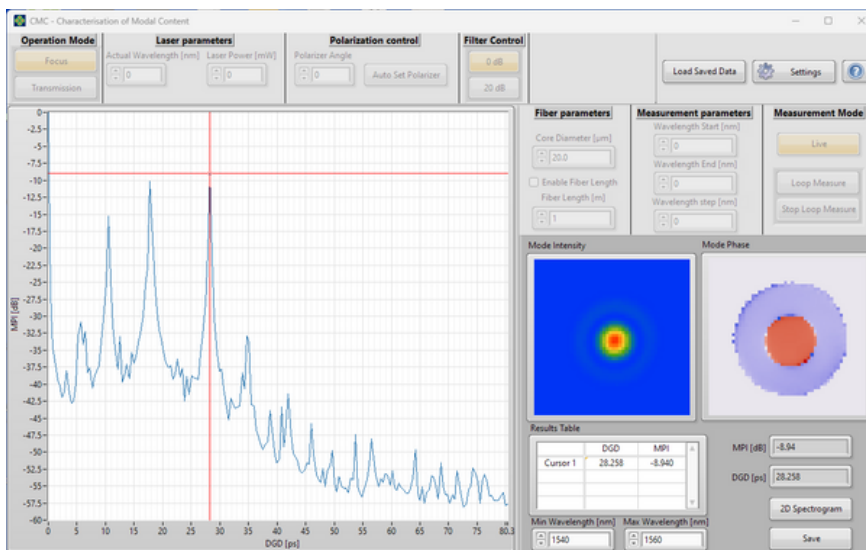 CMC - Characterisation of Modal Content
Operation Mode
Focus
Transmission
Laser parameters
Actual Wavelength [nm] Laser Power [mW]
0 0
Polarization control
Polarizer Angle
0 Auto Set Polarizer
Filter Control
0 dB
20 dB
Load Saved Data
Settings
?
Fiber parameters
Core Diameter [µm]
20.0
Enable Fiber Length
Fiber Length [m]
1
Measurement parameters
Wavelength Start [nm]
0
Wavelength End [nm]
0
Wavelength step [nm]
0
Measurement Mode
Live
Loop Measure
Stop Loop Measure
MPI [dB]
0
-2.5
-5
-7.5
-10
-12.5
-15
-17.5
-20
-22.5
-25
-27.5
-30
-32.5
-35
-37.5
-40
-42.5
-45
-47.5
-50
-52.5
-55
-57.5
-60
0 5 10 15 20 25 30 35 40 45 50 55 60 65 70 75 80.3
DGD [ps]
Mode Intensity
Mode Phase
Results Table
DGD MPI
Cursor 1 28.258 -8.940
MPI [dB] -8.94
DGD [ps] 28.258
2D Spectrogram
Save
Min Wavelength [nm] Max Wavelength [nm]
1540 1560